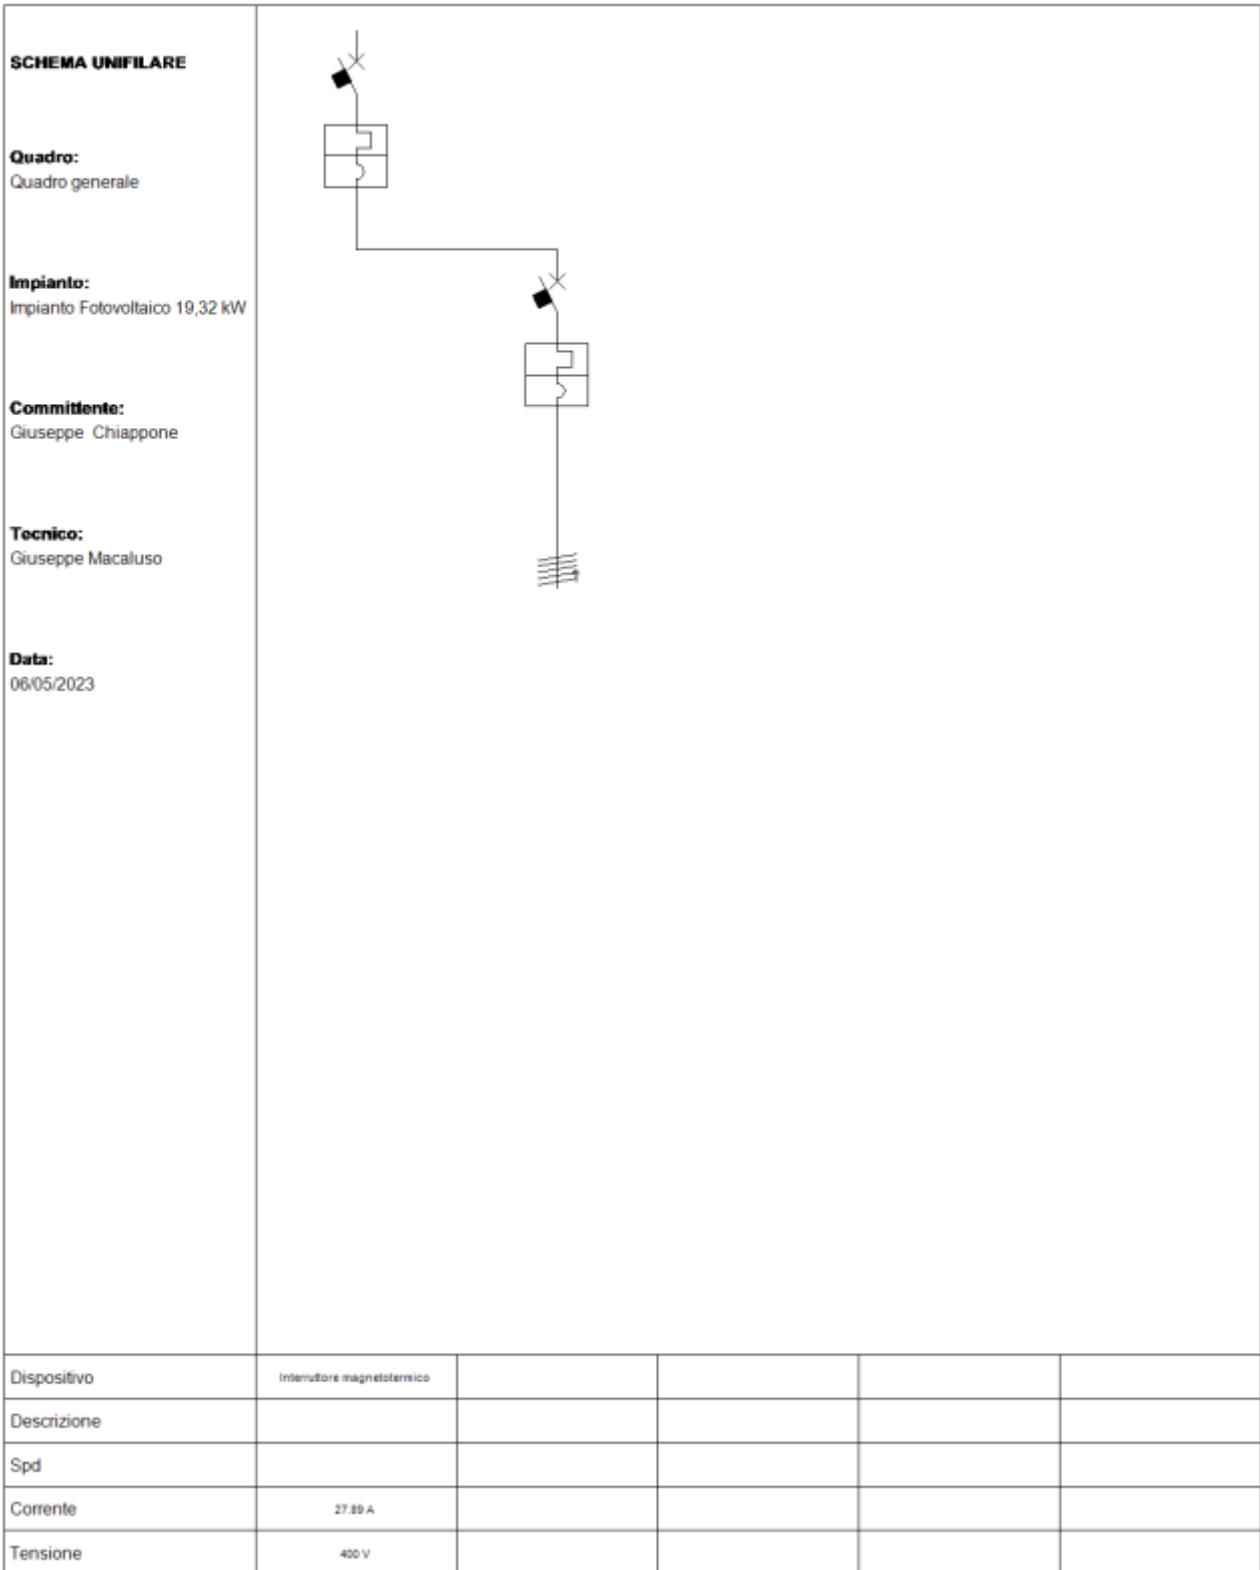 SCHEMA UNIFILARE
Quadro:
Quadro generale
Impianto:
Impianto Fotovoltaico 19,32 kW
Committente:
Giuseppe Chiappone
Tecnico:
Giuseppe Macaluso
Data:
06/05/2023
Dispositivo Interruttore magnetotermico
Descrizione
Spd
Corrente 27.89 A
Tensione 400 V